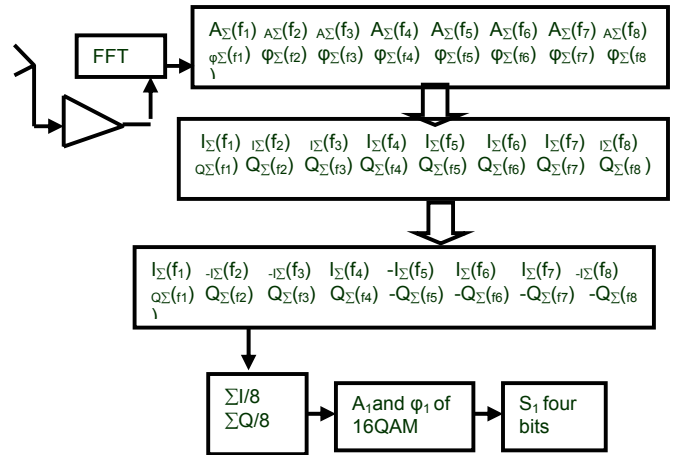 FFT
AΣ(f1) AΣ(f2) AΣ(f3) AΣ(f4) AΣ(f5) AΣ(f6) AΣ(f7) AΣ(f8)
φΣ(f1) φΣ(f2) φΣ(f3) φΣ(f4) φΣ(f5) φΣ(f6) φΣ(f7) φΣ(f8
)
IΣ(f1) IΣ(f2) IΣ(f3) IΣ(f4) IΣ(f5) IΣ(f6) IΣ(f7) IΣ(f8)
QΣ(f1) QΣ(f2) QΣ(f3) QΣ(f4) QΣ(f5) QΣ(f6) QΣ(f7) QΣ(f8 )
IΣ(f1) -IΣ(f2) -IΣ(f3) IΣ(f4) -IΣ(f5) IΣ(f6) IΣ(f7) -IΣ(f8)
QΣ(f1) QΣ(f2) QΣ(f3) QΣ(f4) -QΣ(f5) -QΣ(f6) -QΣ(f7) -QΣ(f8
)
∑I/8
∑Q/8
A1and φ1 of
16QAM
S1 four
bits